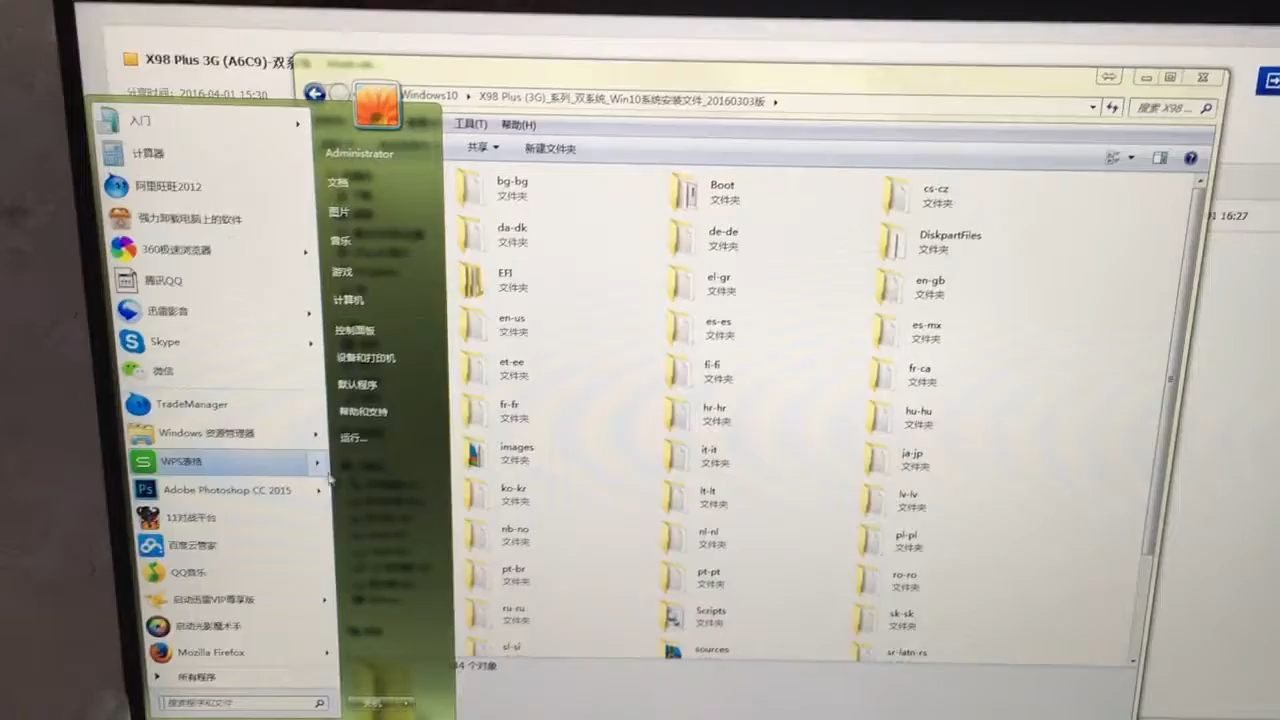 X98 Plus 3G (A6C9)-双系
分享时间：2016-04-01 15:30
Windows10 ▸ X98 Plus (3G)_系列_双系统_Win10系统安装文件_20160303版 ▸
搜索 X98 ...
工具(T) 帮助(H)
共享 新建文件夹
入门
计算器
阿里旺旺2012
强力卸载电脑上的软件
360极速浏览器
腾讯QQ
迅雷影音
Skype
微信
TradeManager
Windows 资源管理器
WPS表格
Adobe Photoshop CC 2015
11对战平台
百度云管家
QQ音乐
启动迅雷VIP尊享版
启动光影魔术手
Mozilla Firefox
所有程序
搜索程序和文件
Administrator
文档
图片
音乐
游戏
计算机
控制面板
设备和打印机
默认程序
帮助和支持
运行...
关机
bg-bg
文件夹
Boot
文件夹
cs-cz
文件夹
da-dk
文件夹
de-de
文件夹
DiskpartFiles
文件夹
EFI
文件夹
el-gr
文件夹
en-gb
文件夹
en-us
文件夹
es-es
文件夹
es-mx
文件夹
et-ee
文件夹
fi-fi
文件夹
fr-ca
文件夹
fr-fr
文件夹
hr-hr
文件夹
hu-hu
文件夹
images
文件夹
it-it
文件夹
ja-jp
文件夹
ko-kr
文件夹
lt-lt
文件夹
lv-lv
文件夹
nb-no
文件夹
nl-nl
文件夹
pl-pl
文件夹
pt-br
文件夹
pt-pt
文件夹
ro-ro
文件夹
ru-ru
文件夹
Scripts
文件夹
sk-sk
文件夹
sl-si
sources
sr-latn-rs
4 个对象
16:27